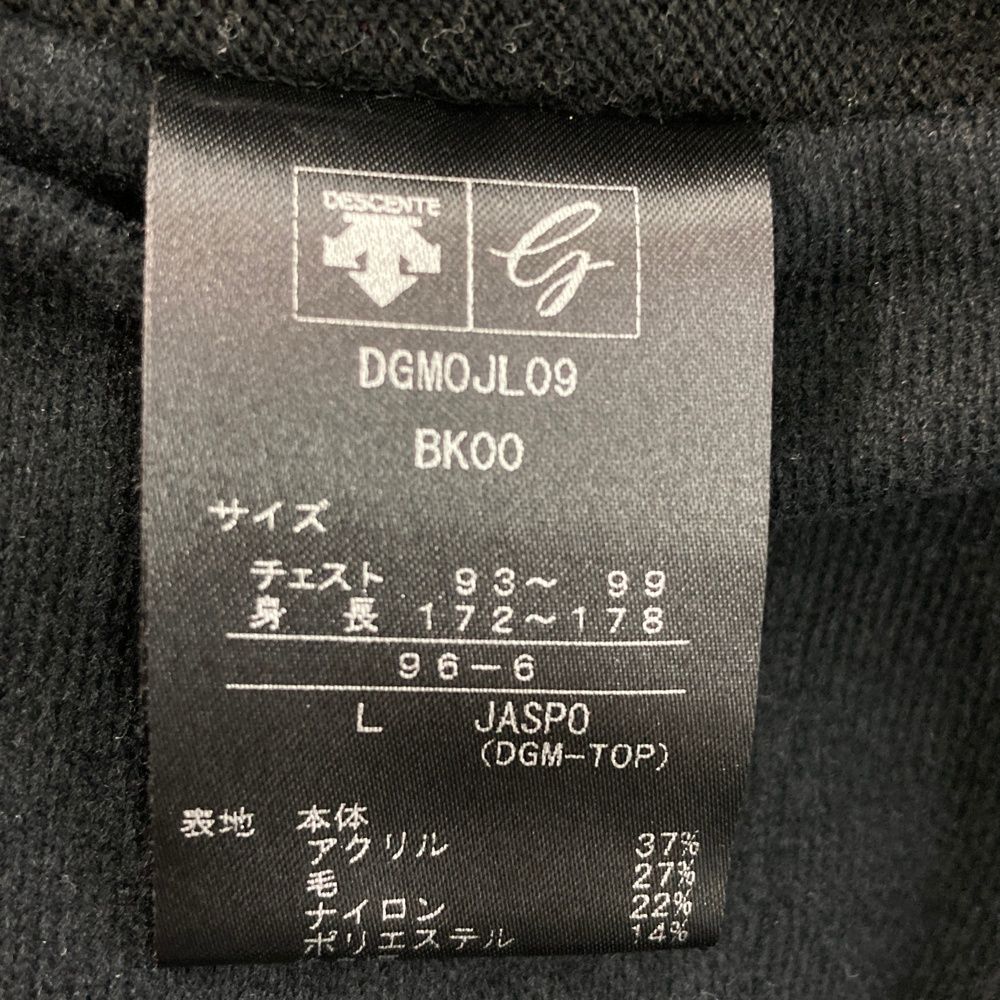 DESCENTE
G
DGMOJL09
BK00
サイズ
チェスト 93～ 99
身 長 172～178
96－6
L JASPO
(DGM－TOP)
表地 本体
アクリル 37%
毛 27%
ナイロン 22%
ポリエステル 14%